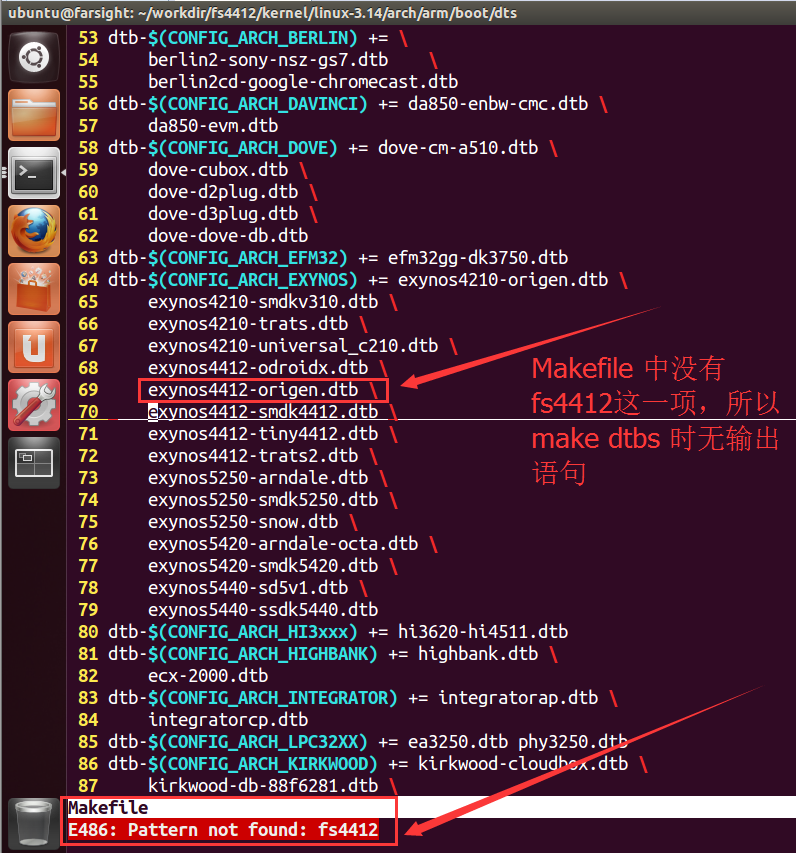 ubuntu@farsight: ~/workdir/fs4412/kernel/linux-3.14/arch/arm/boot/dts
53 dtb-$(CONFIG_ARCH_BERLIN) += \
54     berlin2-sony-nsz-gs7.dtb    \
55     berlin2cd-google-chromecast.dtb
56 dtb-$(CONFIG_ARCH_DAVINCI) += da850-enbw-cmc.dtb \
57     da850-evm.dtb
58 dtb-$(CONFIG_ARCH_DOVE) += dove-cm-a510.dtb \
59     dove-cubox.dtb \
60     dove-d2plug.dtb \
61     dove-d3plug.dtb \
62     dove-dove-db.dtb
63 dtb-$(CONFIG_ARCH_EFM32) += efm32gg-dk3750.dtb
64 dtb-$(CONFIG_ARCH_EXYNOS) += exynos4210-origen.dtb \
65     exynos4210-smdkv310.dtb \
66     exynos4210-trats.dtb \
67     exynos4210-universal_c210.dtb \
68     exynos4412-odroidx.dtb \
69     exynos4412-origen.dtb \
70     exynos4412-smdk4412.dtb \
71     exynos4412-tiny4412.dtb \
72     exynos4412-trats2.dtb \
73     exynos5250-arndale.dtb \
74     exynos5250-smdk5250.dtb \
75     exynos5250-snow.dtb \
76     exynos5420-arndale-octa.dtb \
77     exynos5420-smdk5420.dtb \
78     exynos5440-sd5v1.dtb \
79     exynos5440-ssdk5440.dtb
80 dtb-$(CONFIG_ARCH_HI3xxx) += hi3620-hi4511.dtb
81 dtb-$(CONFIG_ARCH_HIGHBANK) += highbank.dtb \
82     ecx-2000.dtb
83 dtb-$(CONFIG_ARCH_INTEGRATOR) += integratorap.dtb \
84     integratorcp.dtb
85 dtb-$(CONFIG_ARCH_LPC32XX) += ea3250.dtb phy3250.dtb
86 dtb-$(CONFIG_ARCH_KIRKWOOD) += kirkwood-cloudbox.dtb \
87     kirkwood-db-88f6281.dtb \
Makefile
E486: Pattern not found: fs4412
Makefile 中没有
fs4412这一项，所以
make dtbs 时无输出
语句